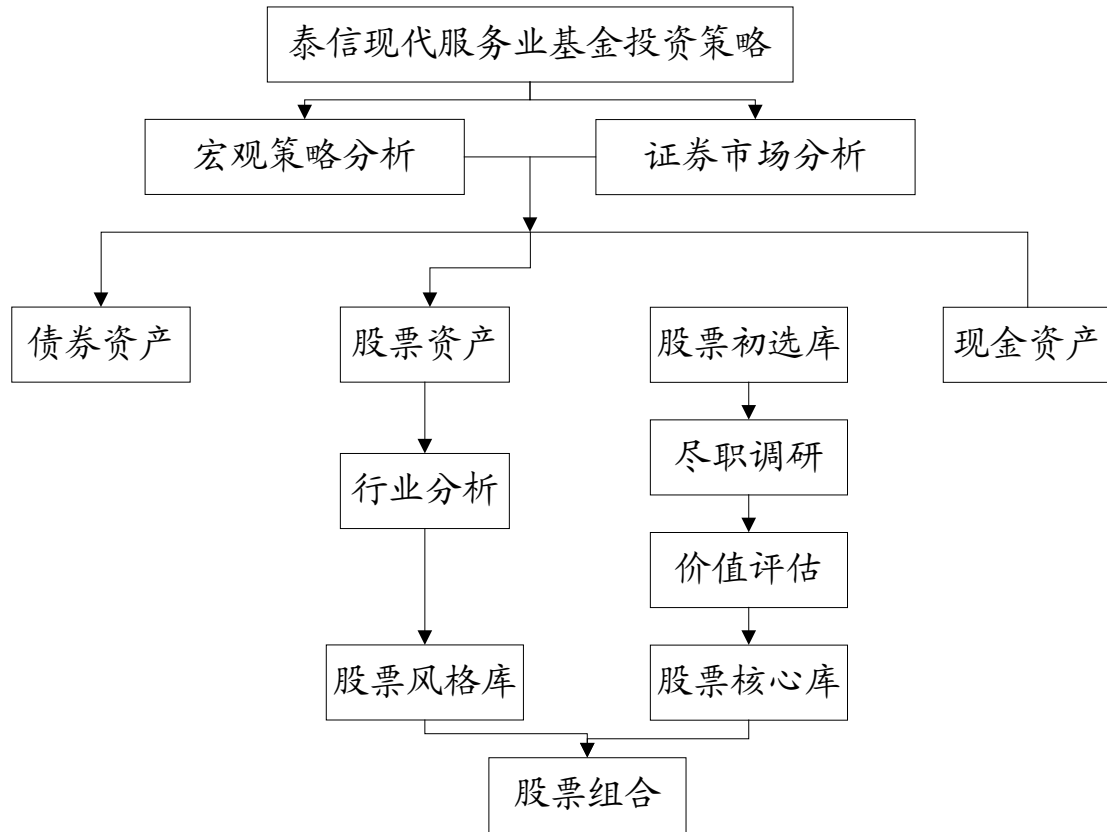 泰信现代服务业基金投资策略
宏观策略分析
证券市场分析
债券资产
股票资产
股票初选库
现金资产
尽职调研
行业分析
价值评估
股票风格库
股票核心库
股票组合